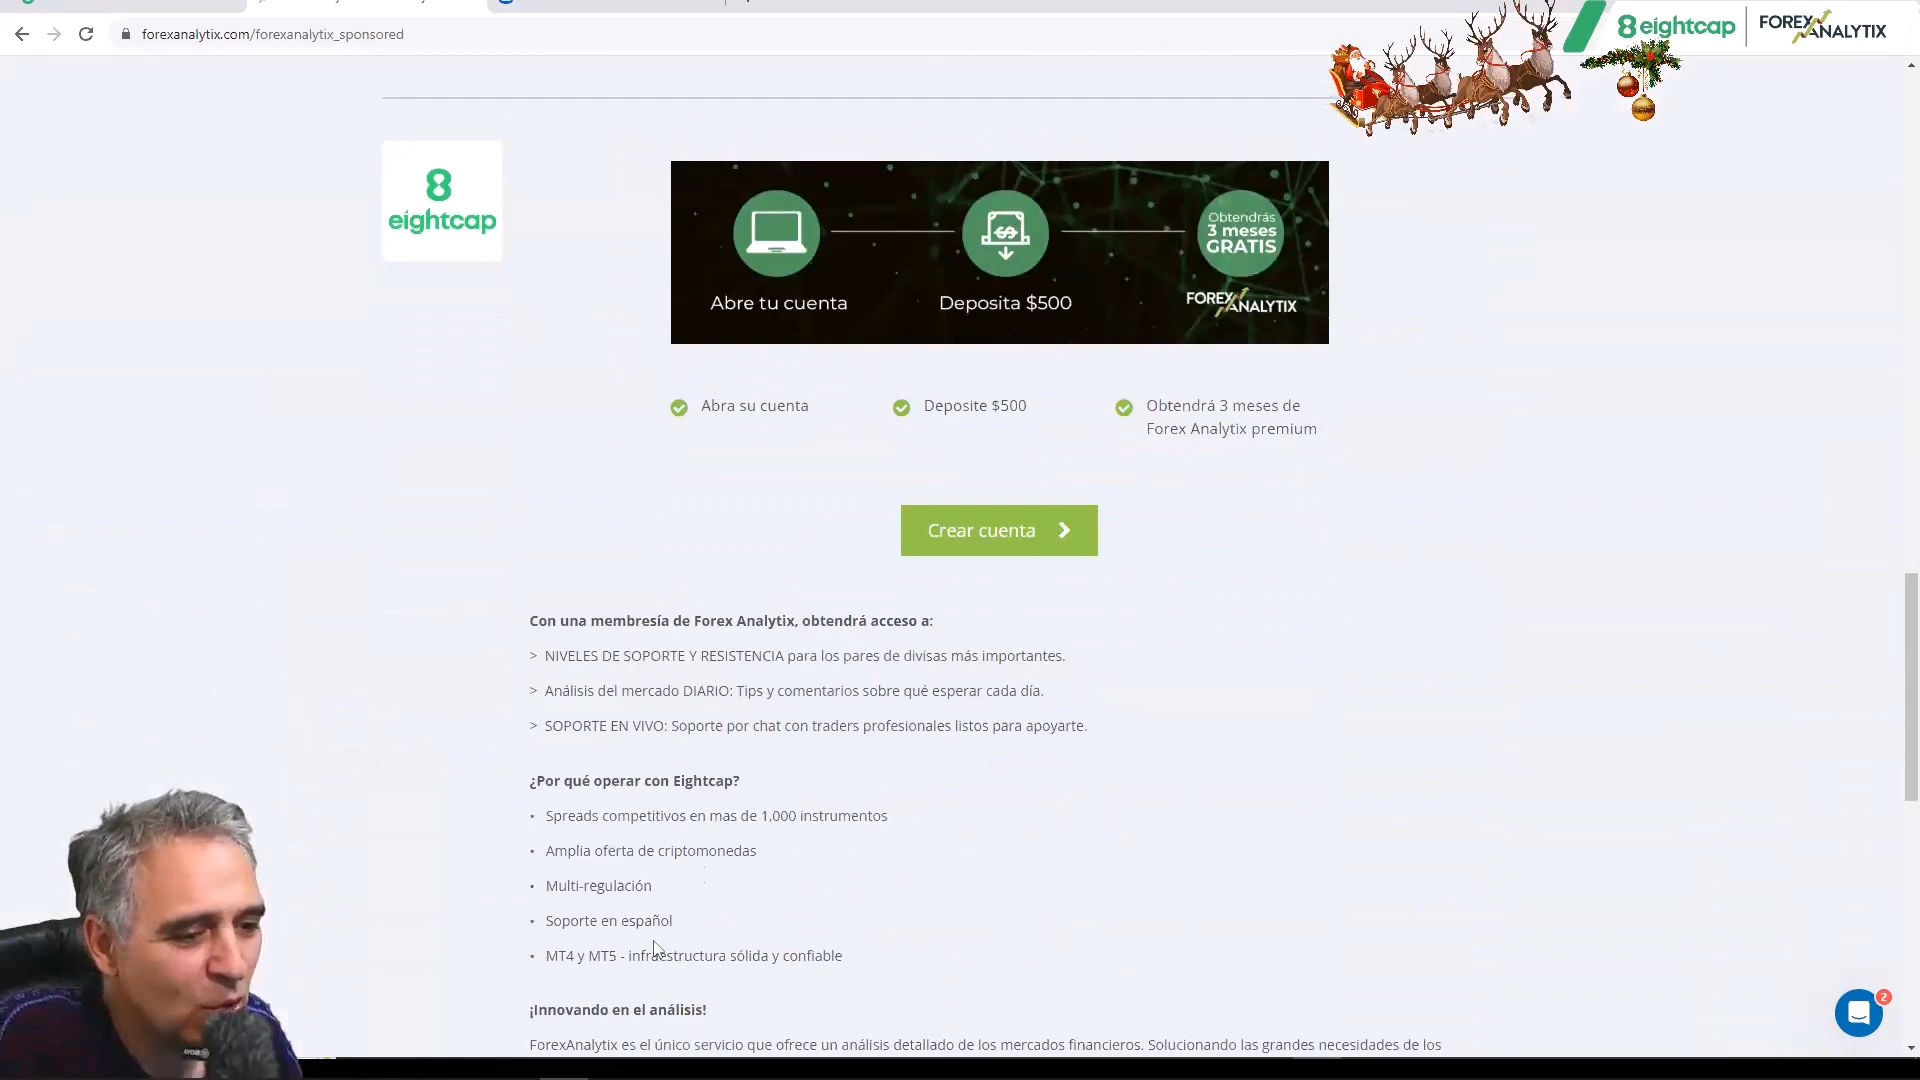 forexanalytix.com/forexanalytix_sponsored
8 eightcap
FOREX ANALYTIX
8
eightcap
Abre tu cuenta
Deposita $500
Obtendrás
3 meses
GRATIS
FOREX ANALYTIX
Abra su cuenta
Deposite $500
Obtendrá 3 meses de
Forex Analytix premium
Crear cuenta
Con una membresía de Forex Analytix, obtendrá acceso a:
> NIVELES DE SOPORTE Y RESISTENCIA para los pares de divisas más importantes.
> Análisis del mercado DIARIO: Tips y comentarios sobre qué esperar cada día.
> SOPORTE EN VIVO: Soporte por chat con traders profesionales listos para apoyarte.
¿Por qué operar con Eightcap?
• Spreads competitivos en mas de 1,000 instrumentos
• Amplia oferta de criptomonedas
• Multi-regulación
• Soporte en español
• MT4 y MT5 - infraestructura sólida y confiable
¡Innovando en el análisis!
ForexAnalytix es el único servicio que ofrece un análisis detallado de los mercados financieros. Solucionando las grandes necesidades de los
2